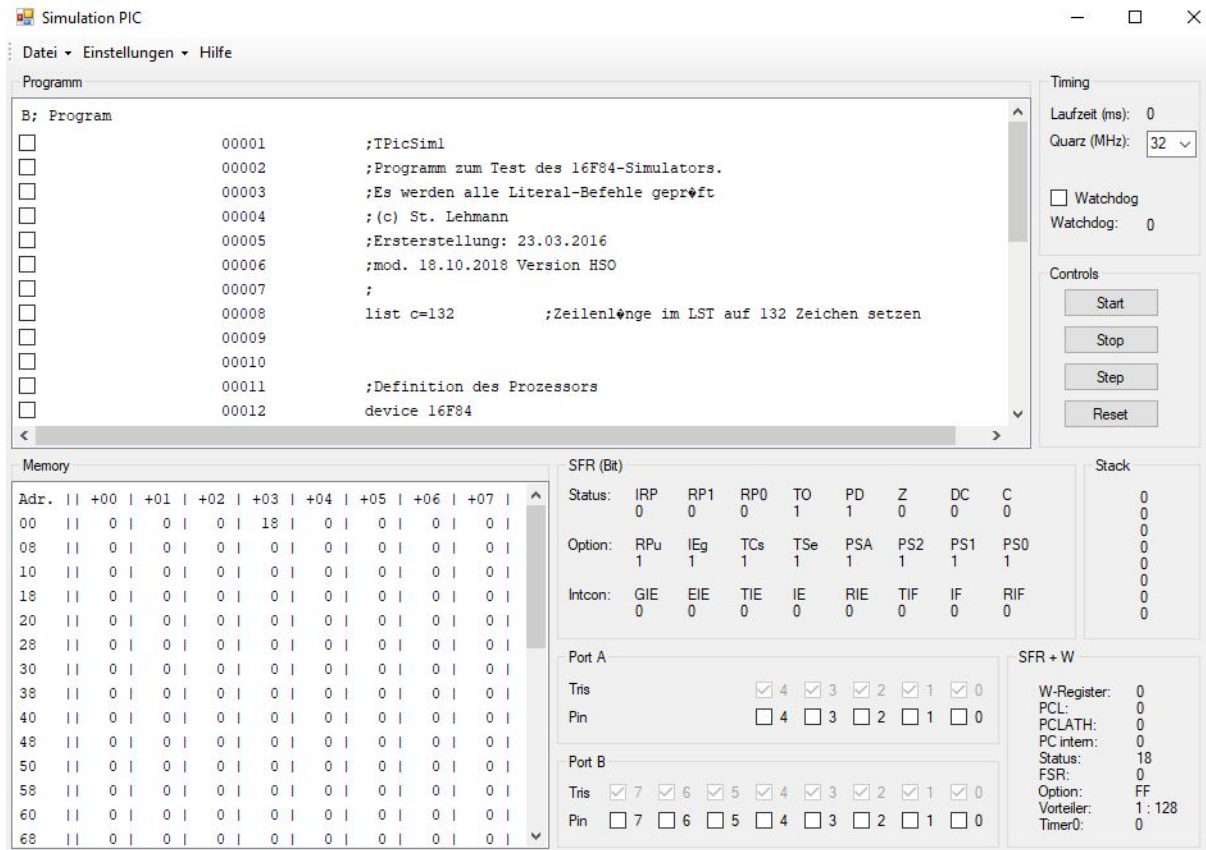 Simulation PIC
Datei Einstellungen Hilfe
Programm
B; Program
00001 ;TPicSim1
00002 ;Programm zum Test des 16F84-Simulators.
00003 ;Es werden alle Literal-Befehle gepr�ft
00004 ;(c) St. Lehmann
00005 ;Ersterstellung: 23.03.2016
00006 ;mod. 18.10.2018 Version HSO
00007 ;
00008 list c=132 ;Zeilenl�nge im LST auf 132 Zeichen setzen
00009
00010
00011 ;Definition des Prozessors
00012 device 16F84
Timing
Laufzeit (ms): 0
Quarz (MHz): 32
Watchdog
Watchdog: 0
Controls
Start
Stop
Step
Reset
Memory
Adr. || +00 | +01 | +02 | +03 | +04 | +05 | +06 | +07 |
00 || 0 | 0 | 0 | 18 | 0 | 0 | 0 | 0 |
08 || 0 | 0 | 0 | 0 | 0 | 0 | 0 | 0 |
10 || 0 | 0 | 0 | 0 | 0 | 0 | 0 | 0 |
18 || 0 | 0 | 0 | 0 | 0 | 0 | 0 | 0 |
20 || 0 | 0 | 0 | 0 | 0 | 0 | 0 | 0 |
28 || 0 | 0 | 0 | 0 | 0 | 0 | 0 | 0 |
30 || 0 | 0 | 0 | 0 | 0 | 0 | 0 | 0 |
38 || 0 | 0 | 0 | 0 | 0 | 0 | 0 | 0 |
40 || 0 | 0 | 0 | 0 | 0 | 0 | 0 | 0 |
48 || 0 | 0 | 0 | 0 | 0 | 0 | 0 | 0 |
50 || 0 | 0 | 0 | 0 | 0 | 0 | 0 | 0 |
58 || 0 | 0 | 0 | 0 | 0 | 0 | 0 | 0 |
60 || 0 | 0 | 0 | 0 | 0 | 0 | 0 | 0 |
68 || 0 | 0 | 0 | 0 | 0 | 0 | 0 | 0 |
SFR (Bit)
Status: IRP RP1 RP0 TO PD Z DC C
0 0 0 1 1 0 0 0
Option: RPu IEg TCs TSe PSA PS2 PS1 PS0
1 1 1 1 1 1 1 1
Intcon: GIE EIE TIE IE RIE TIF IF RIF
0 0 0 0 0 0 0 0
Stack
0
0
0
0
0
0
0
0
Port A
Tris 4 3 2 1 0
Pin 4 3 2 1 0
Port B
Tris 7 6 5 4 3 2 1 0
Pin 7 6 5 4 3 2 1 0
SFR + W
W-Register: 0
PCL: 0
PCLATH: 0
PC intern: 0
Status: 18
FSR: 0
Option: FF
Vorteiler: 1 : 128
Timer0: 0